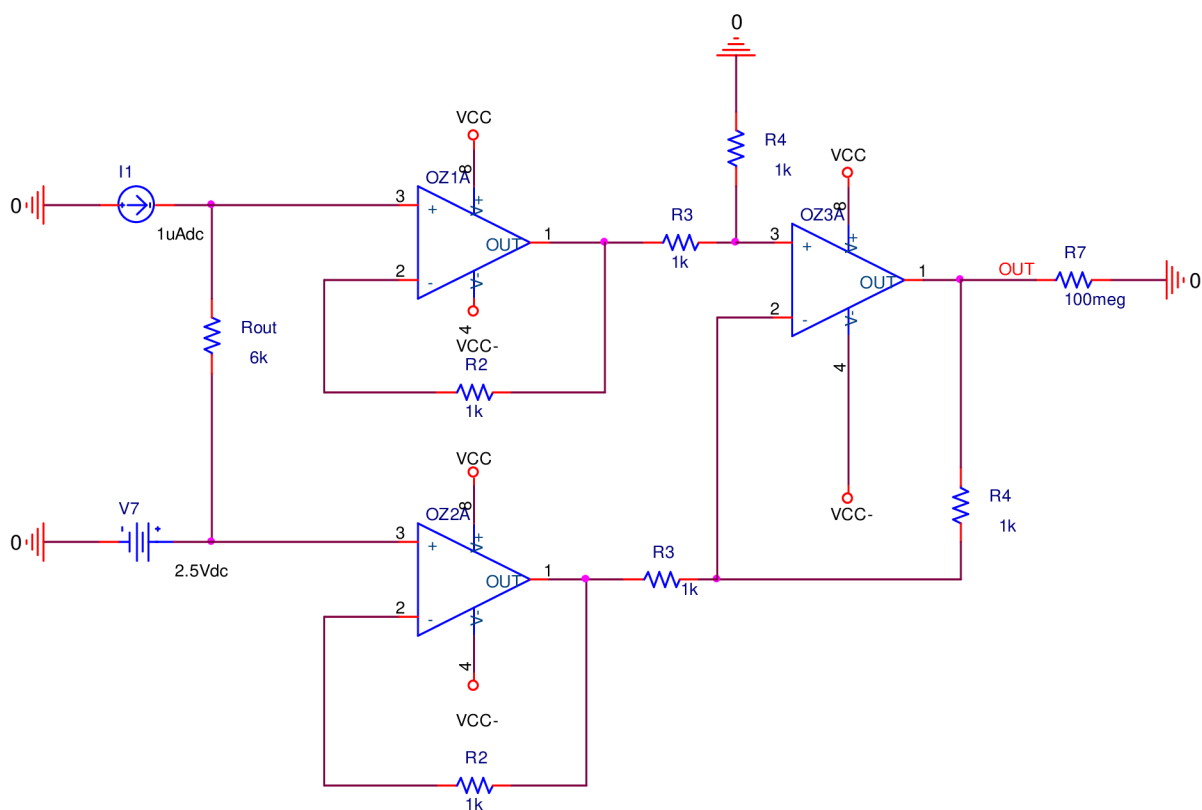 0
VCC
8
R4
1k
VCC
I1
OZ1A
V+
8
0
3
+
R3
OZ3A
V+
1uAdc
OUT
1
3
+
1k
R7
2
-
V-
OUT
1
OUT
0
100meg
4
VCC-
2
-
V-
Rout
6k
R2
1k
4
VCC
8
V7
OZ2A
V+
R4
1k
VCC-
0
-
+
3
+
R3
2.5Vdc
OUT
1
1k
2
-
V-
4
VCC-
R2
1k